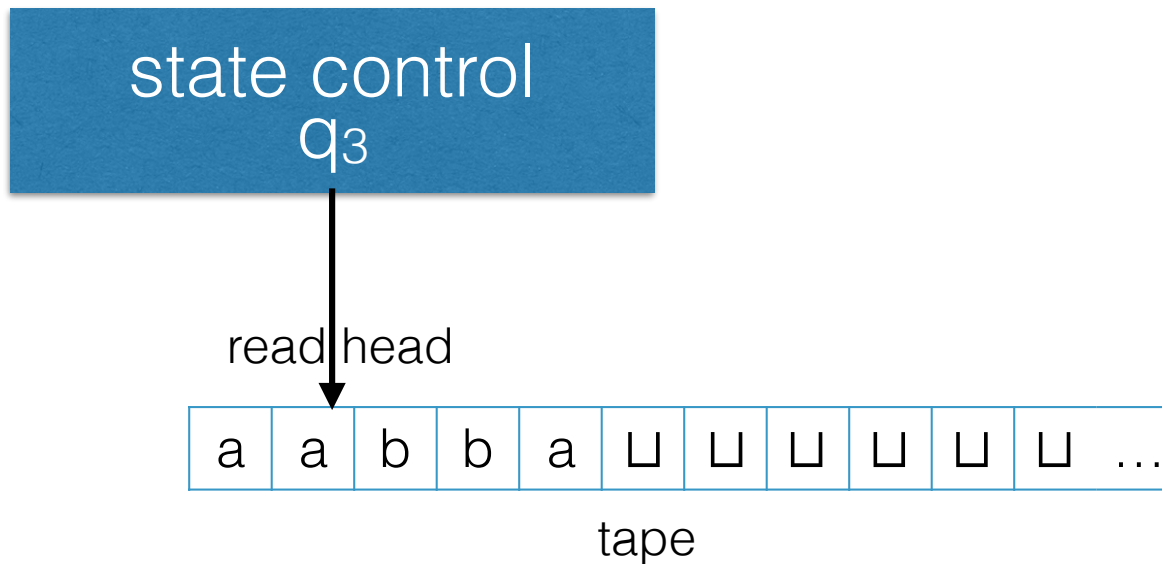 state control
q₃
read head
a a b b a ⊔ ⊔ ⊔ ⊔ ⊔ ⊔ ...
tape